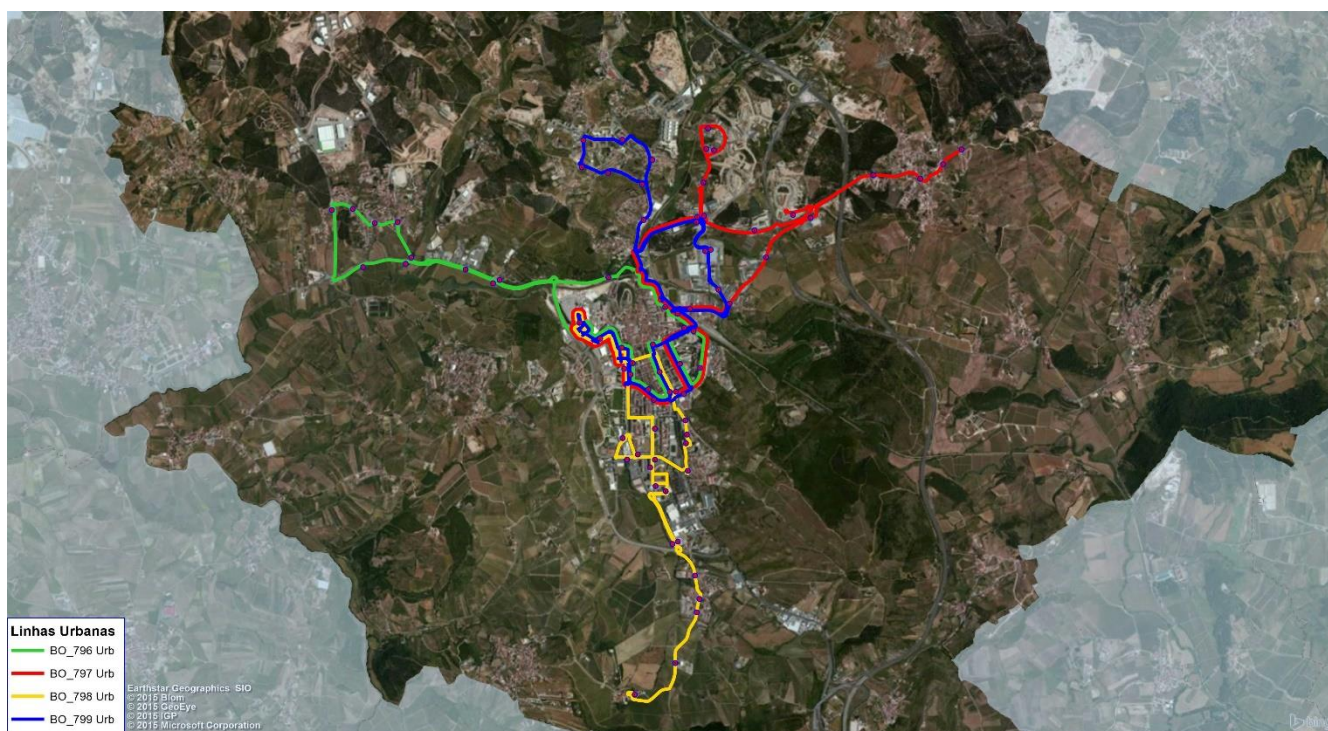 Linhas Urbanas
BO_796 Urb
BO_797 Urb
BO_798 Urb
BO_799 Urb
Earthstar Geographics SIO
© 2015 Blom
© 2015 GeoEye
© 2015 IGP
© 2015 Microsoft Corporation